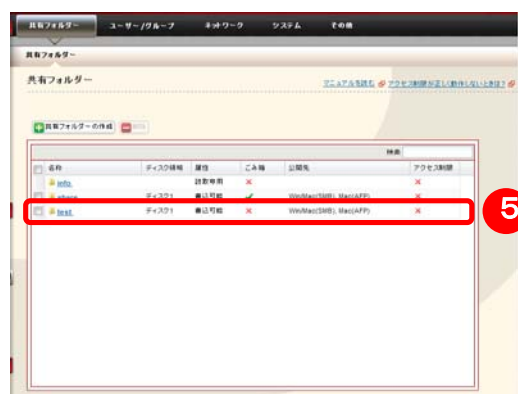 共有フォルダー ユーザー/グループ ネットワーク システム その他
共有フォルダー
共有フォルダー
マニュアルを読む アクセス制限が正しく動作しないときは?
共有フォルダーの作成 削除
検索
名称 ディスク領域 属性 ごみ箱 公開先 アクセス制限
info 読取専用
share ディスク1 書込可能 Win/Mac(SMB), Mac(AFP)
test ディスク1 書込可能 Win/Mac(SMB), Mac(AFP)
5